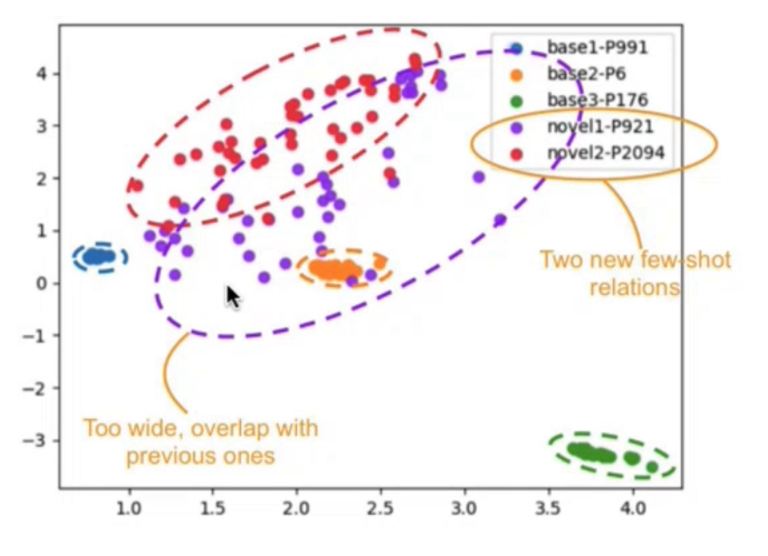 4
3
2
1
0
−1
−2
−3
1.0 1.5 2.0 2.5 3.0 3.5 4.0
base1-P991
base2-P6
base3-P176
novel1-P921
novel2-P2094
Two new few-shot
relations
Too wide, overlap with
previous ones